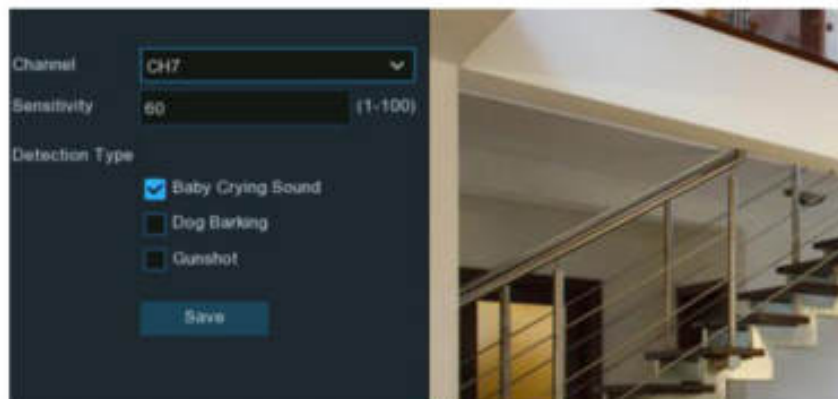 Channel CH7
Sensitivity 60 (1-100)
Detection Type
Baby Crying Sound
Dog Barking
Gunshot
Save